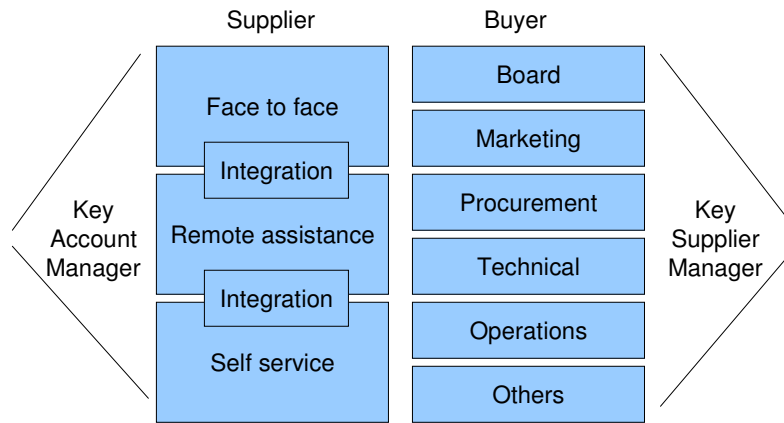 Supplier
Buyer
Face to face
Integration
Remote assistance
Integration
Self service
Board
Marketing
Procurement
Technical
Operations
Others
Key
Account
Manager
Key
Supplier
Manager